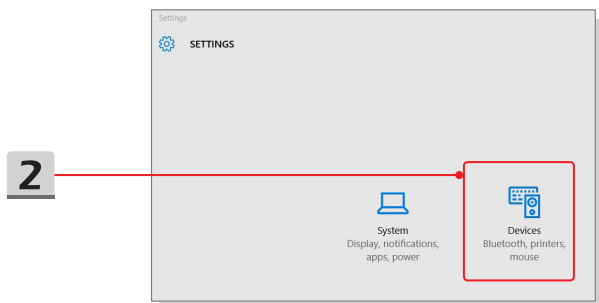 Settings
SETTINGS
2
System
Display, notifications,
apps, power
Devices
Bluetooth, printers,
mouse